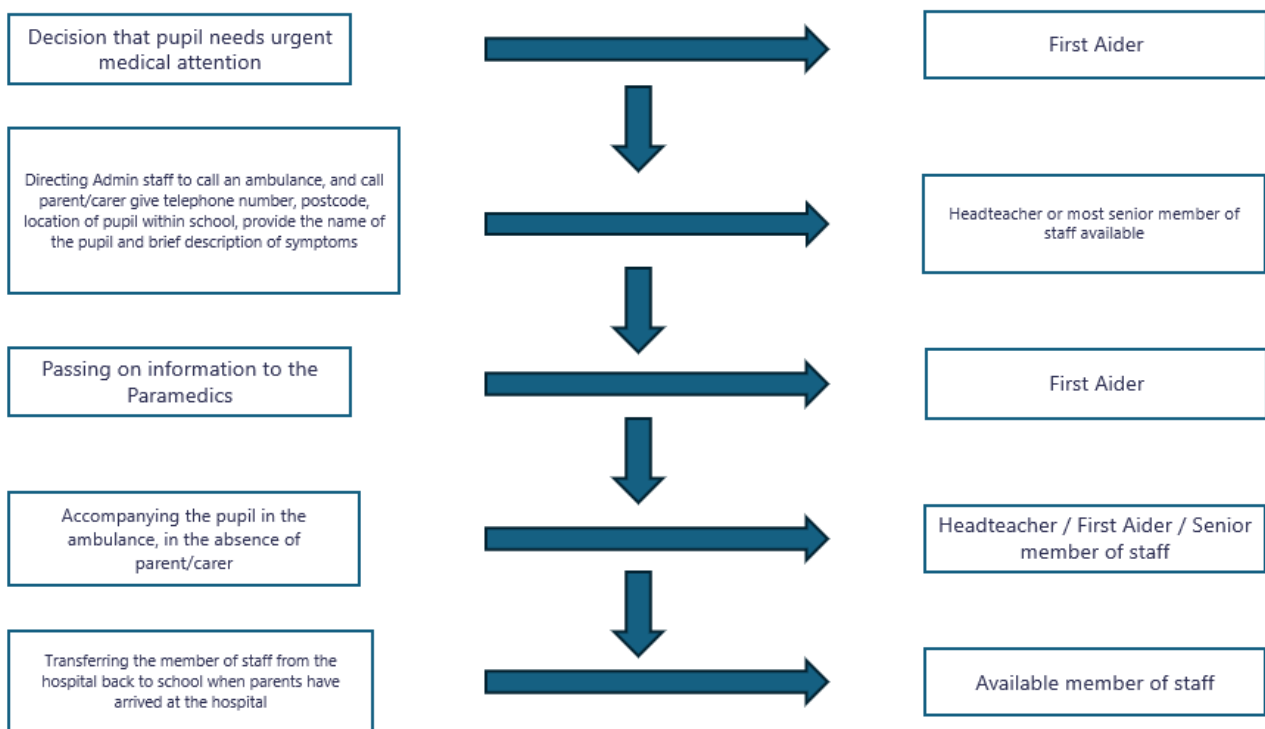 Decision that pupil needs urgent
medical attention
First Aider
Directing Admin staff to call an ambulance, and call
parent/carer give telephone number, postcode,
location of pupil within school, provide the name of
the pupil and brief description of symptoms
Headteacher or most senior member of
staff available
Passing on information to the
Paramedics
First Aider
Accompanying the pupil in the
ambulance, in the absence of
parent/carer
Headteacher / First Aider / Senior
member of staff
Transferring the member of staff from the
hospital back to school when parents have
arrived at the hospital
Available member of staff